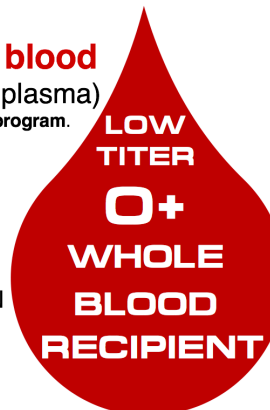 blood
plasma)
program.
LOW
TITER
O+
WHOLE
BLOOD
RECIPIENT